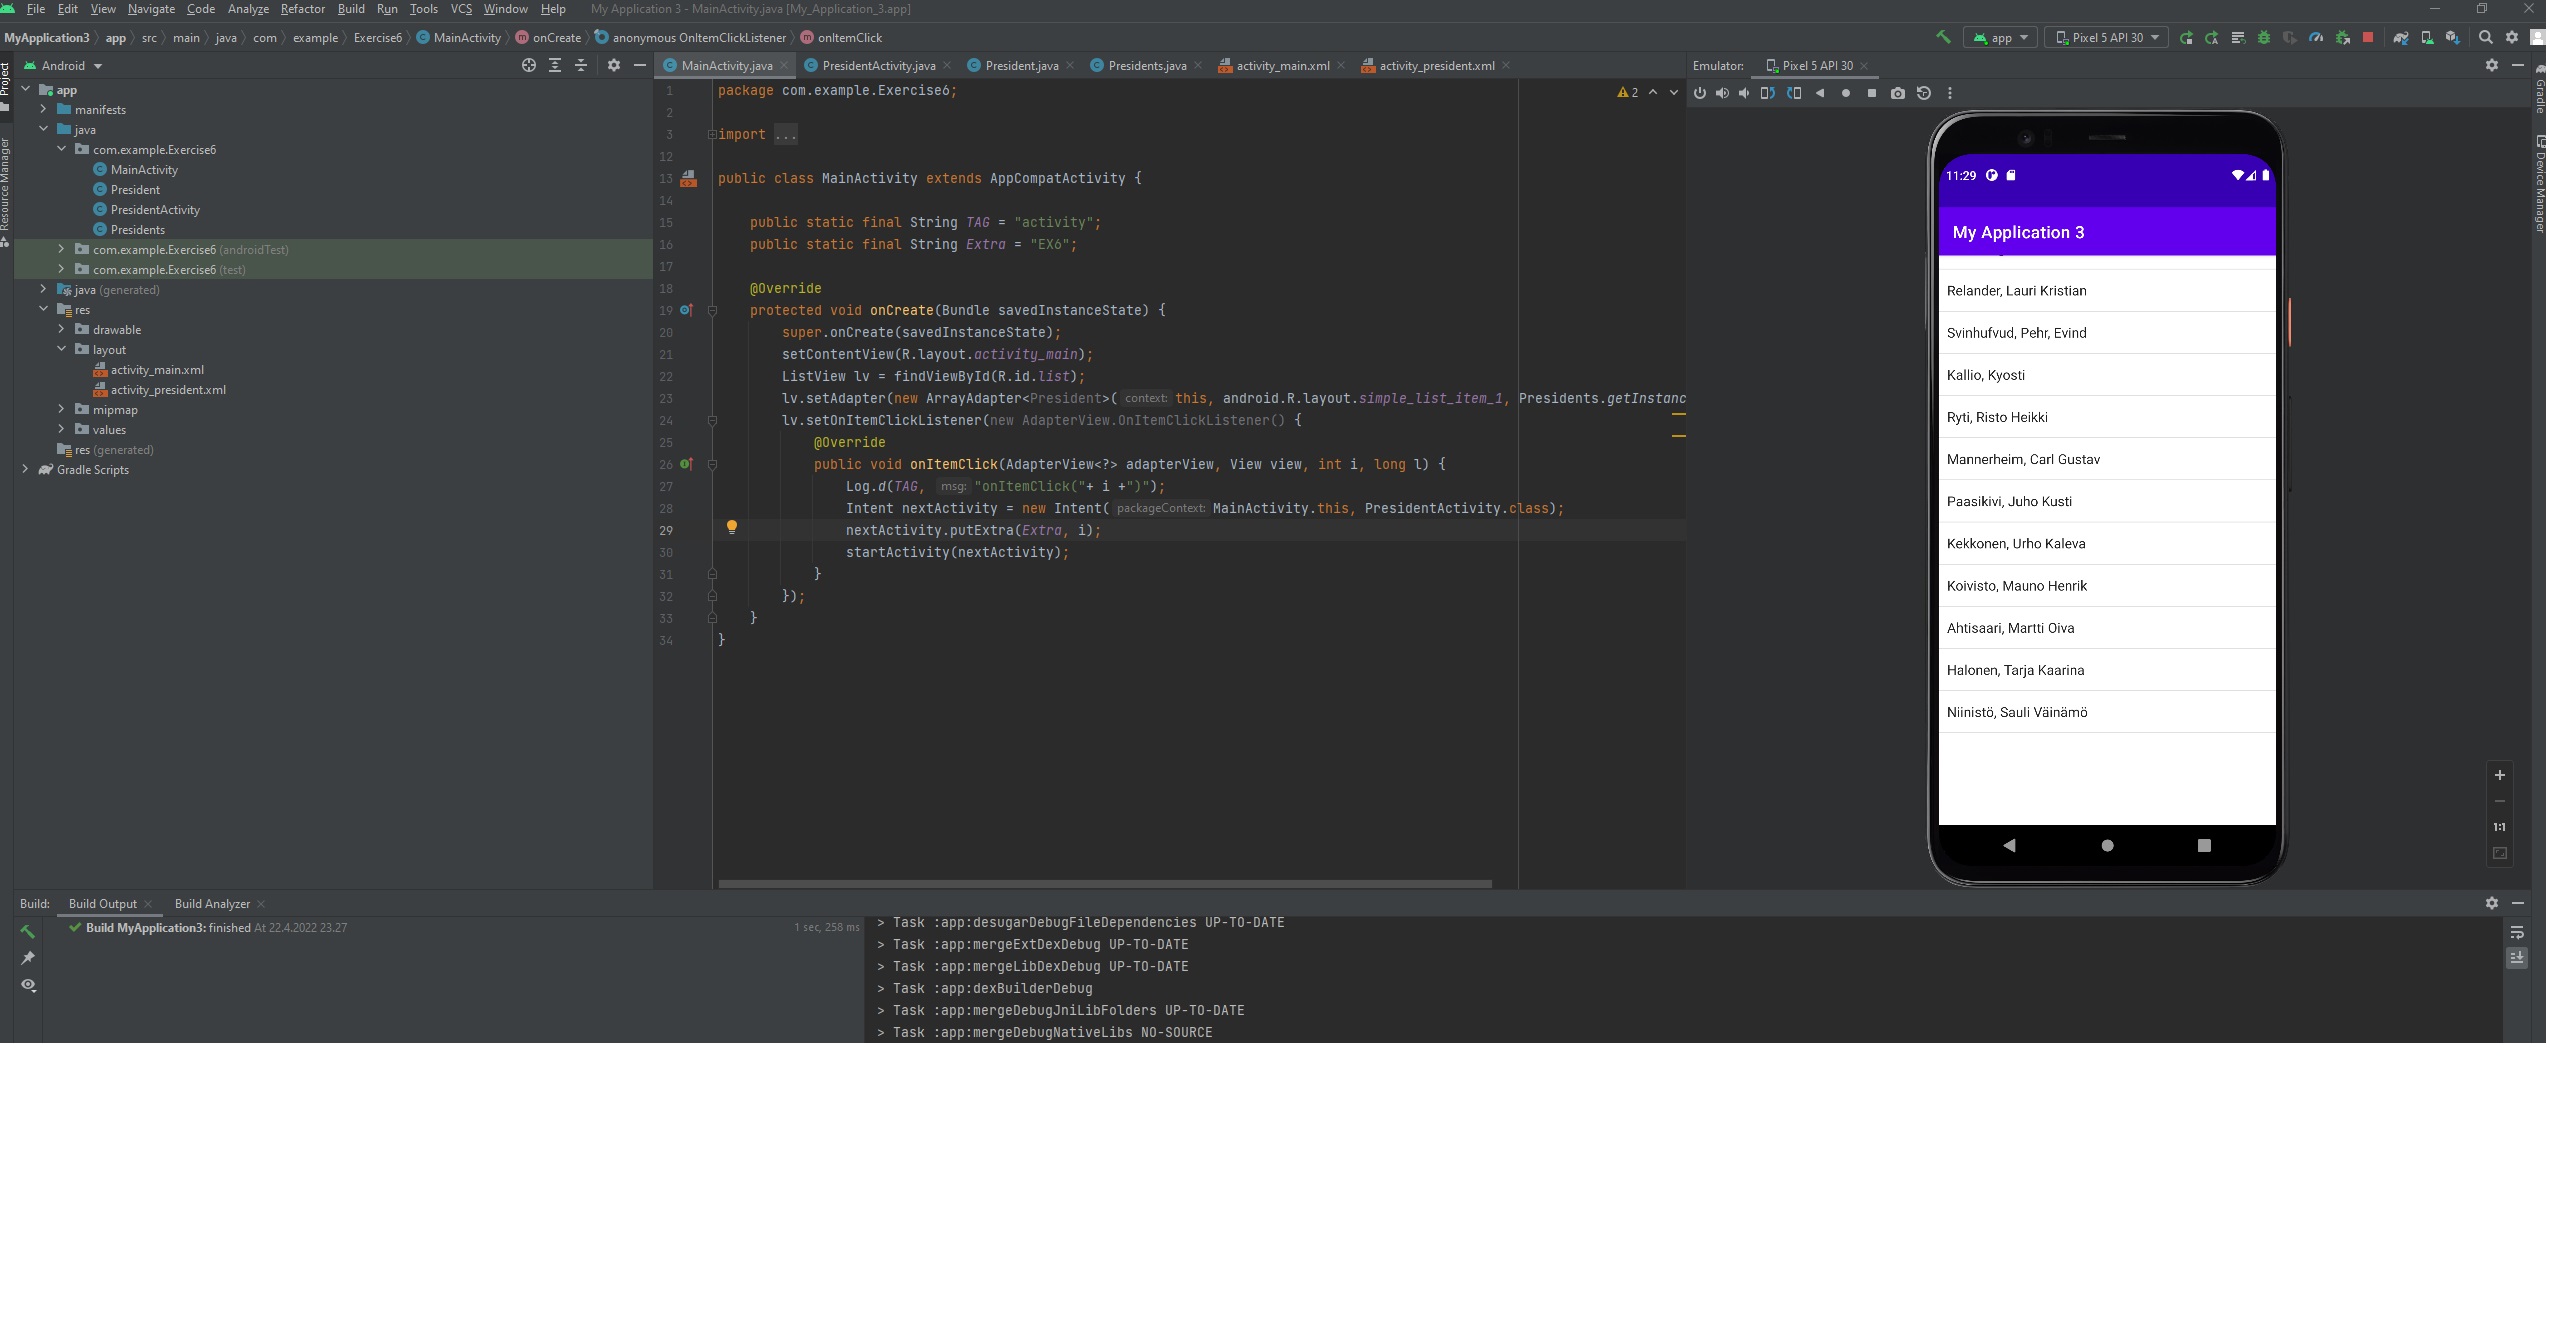 File Edit View Navigate Code Analyze Refactor Build Run Tools VCS Window Help My Application 3 - MainActivity.java [My_Application_3.app]
MyApplication3 app src main java com example Exercise6 MainActivity onCreate anonymous OnItemClickListener onItemClick app Pixel 5 API 30
Project
Resource Manager
Android
app
manifests
java
com.example.Exercise6
MainActivity
President
PresidentActivity
Presidents
com.example.Exercise6 (androidTest)
com.example.Exercise6 (test)
java (generated)
res
drawable
layout
activity_main.xml
activity_president.xml
mipmap
values
res (generated)
Gradle Scripts
MainActivity.java PresidentActivity.java President.java Presidents.java activity_main.xml activity_president.xml
2
1 package com.example.Exercise6;
2
3 import ...
12
13 public class MainActivity extends AppCompatActivity {
14
15 public static final String TAG = "activity";
16 public static final String Extra = "EX6";
17
18 @Override
19 protected void onCreate(Bundle savedInstanceState) {
20 super.onCreate(savedInstanceState);
21 setContentView(R.layout.activity_main);
22 ListView lv = findViewById(R.id.list);
23 lv.setAdapter(new ArrayAdapter<President>( context: this, android.R.layout.simple_list_item_1, Presidents.getInstanc
24 lv.setOnItemClickListener(new AdapterView.OnItemClickListener() {
25 @Override
26 public void onItemClick(AdapterView<?> adapterView, View view, int i, long l) {
27 Log.d(TAG, msg: "onItemClick("+ i +")");
28 Intent nextActivity = new Intent( packageContext: MainActivity.this, PresidentActivity.class);
29 nextActivity.putExtra(Extra, i);
30 startActivity(nextActivity);
31 }
32 });
33 }
34 }
Emulator: Pixel 5 API 30
11:29
My Application 3
Relander, Lauri Kristian
Svinhufvud, Pehr, Evind
Kallio, Kyosti
Ryti, Risto Heikki
Mannerheim, Carl Gustav
Paasikivi, Juho Kusti
Kekkonen, Urho Kaleva
Koivisto, Mauno Henrik
Ahtisaari, Martti Oiva
Halonen, Tarja Kaarina
Niinistö, Sauli Väinämö
1:1
Gradle
Device Manager
Build: Build Output Build Analyzer
Build MyApplication3: finished At 22.4.2022 23.27 1 sec, 258 ms
> Task :app:desugarDebugFileDependencies UP-TO-DATE
> Task :app:mergeExtDexDebug UP-TO-DATE
> Task :app:mergeLibDexDebug UP-TO-DATE
> Task :app:dexBuilderDebug
> Task :app:mergeDebugJniLibFolders UP-TO-DATE
> Task :app:mergeDebugNativeLibs NO-SOURCE